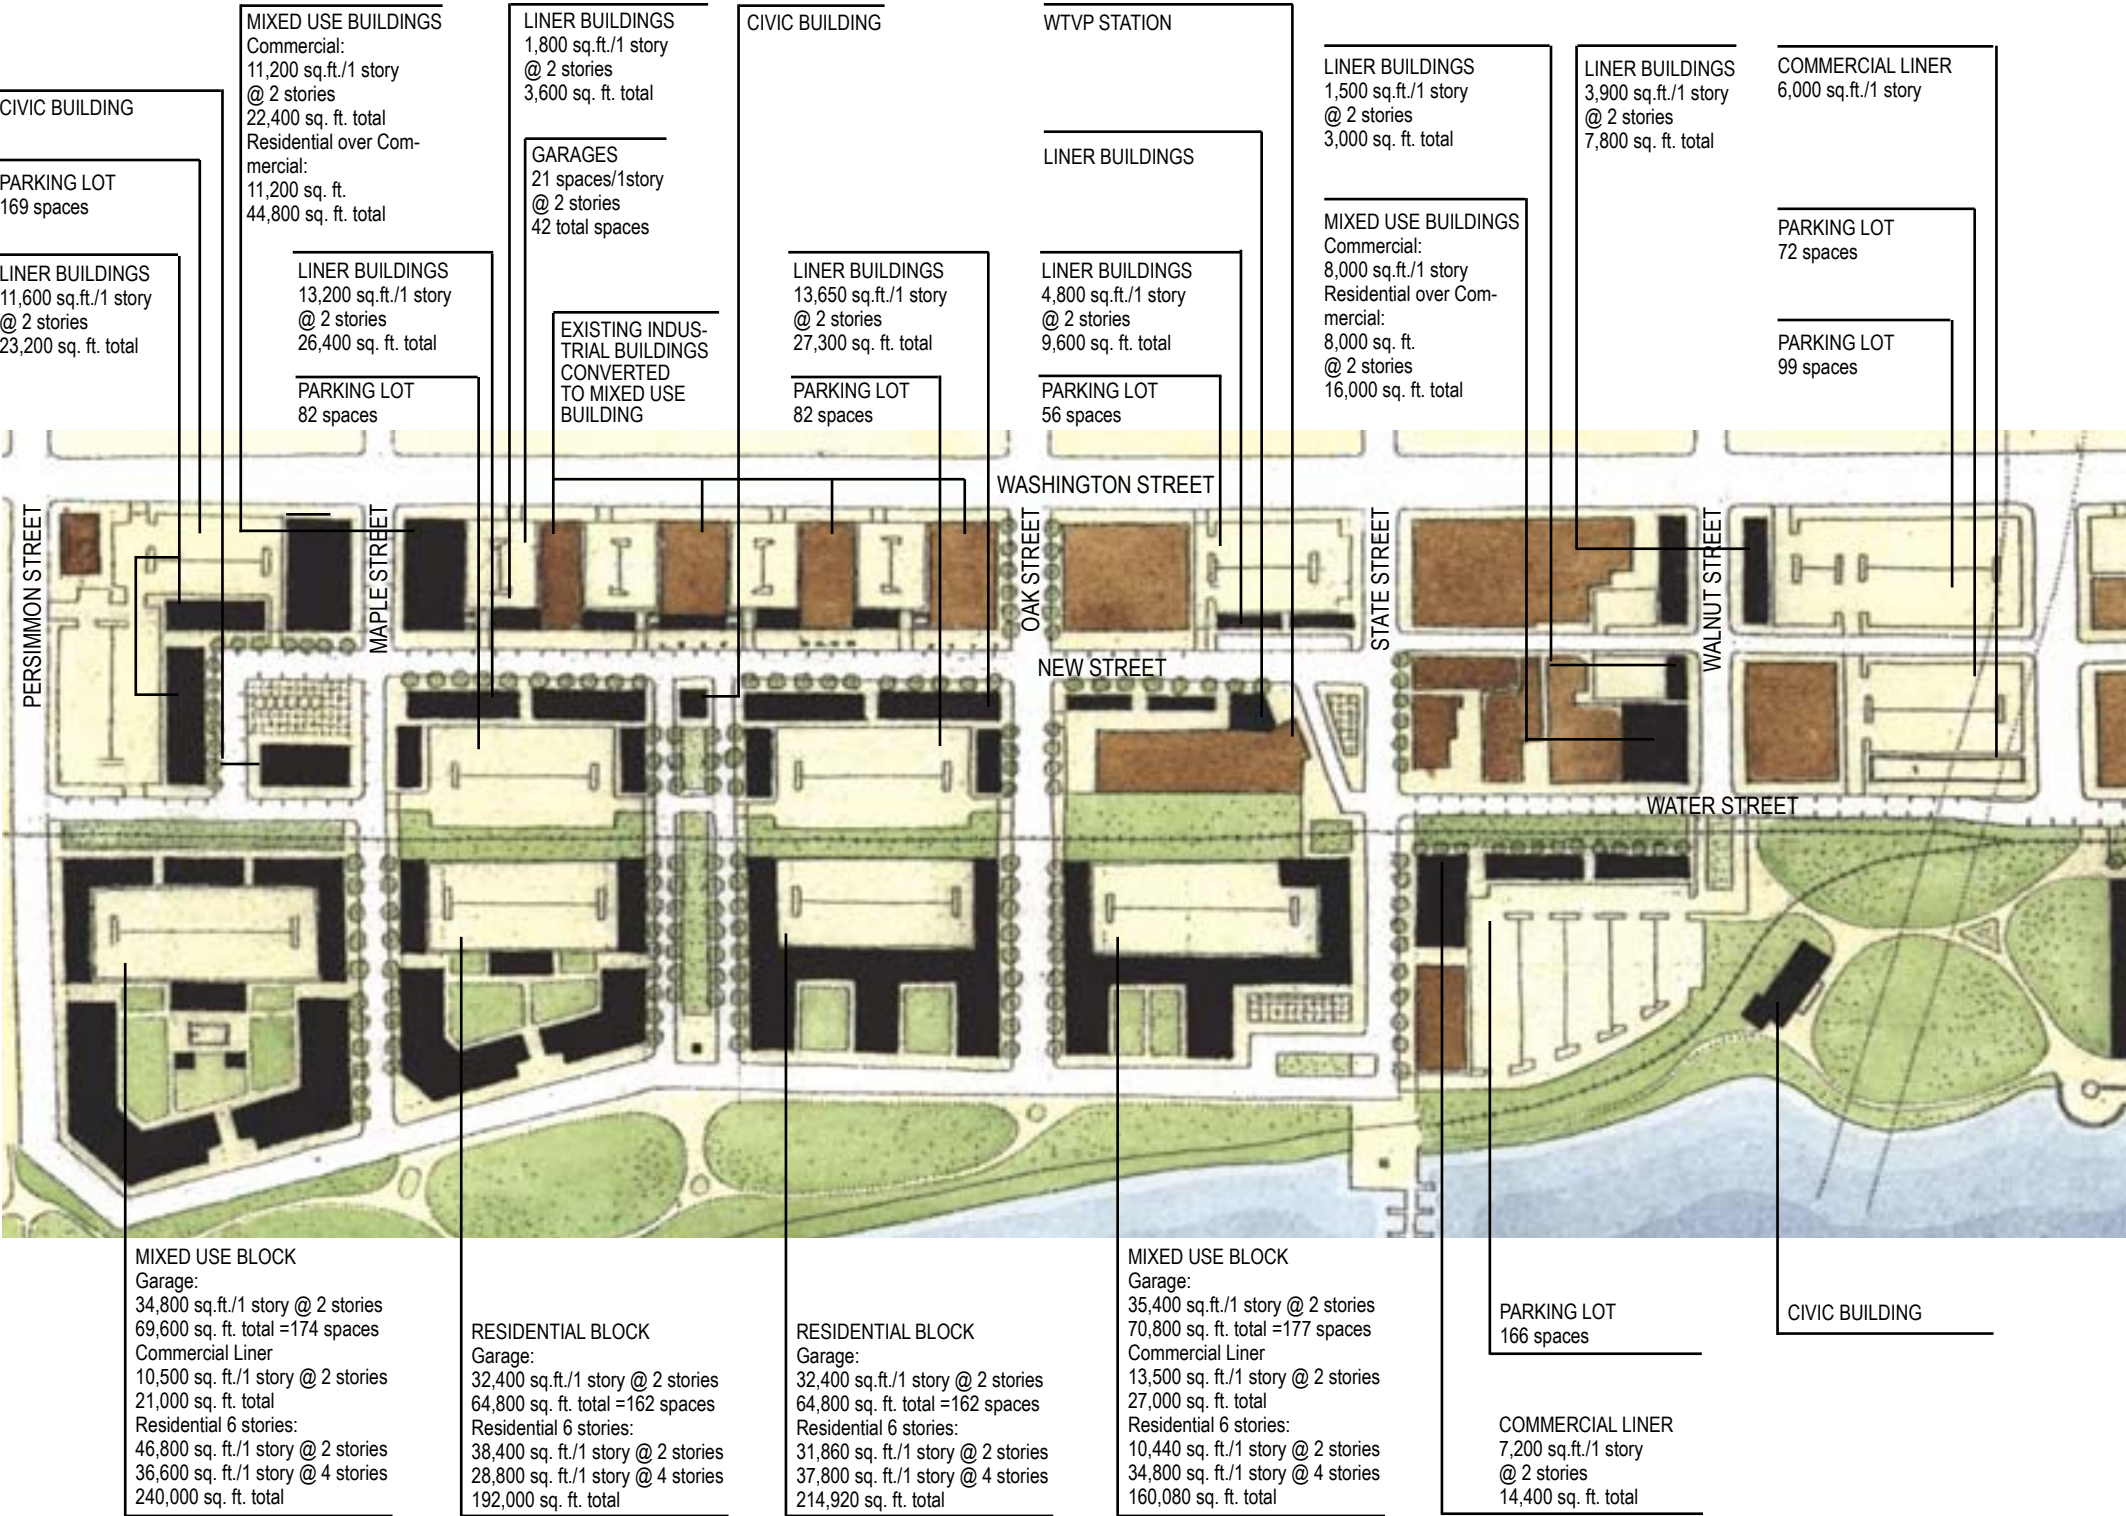 MIXED USE BUILDINGS
Commercial:
11,200 sq.ft./1 story
@ 2 stories
22,400 sq. ft. total
Residential over Com-
mercial:
11,200 sq. ft.
44,800 sq. ft. total
LINER BUILDINGS
1,800 sq.ft./1 story
@ 2 stories
3,600 sq. ft. total
CIVIC BUILDING
WTVP STATION
LINER BUILDINGS
1,500 sq.ft./1 story
@ 2 stories
3,000 sq. ft. total
LINER BUILDINGS
3,900 sq.ft./1 story
@ 2 stories
7,800 sq. ft. total
COMMERCIAL LINER
6,000 sq.ft./1 story
CIVIC BUILDING
PARKING LOT
169 spaces
GARAGES
21 spaces/1story
@ 2 stories
42 total spaces
LINER BUILDINGS
MIXED USE BUILDINGS
Commercial:
8,000 sq.ft./1 story
Residential over Com-
mercial:
8,000 sq. ft.
@ 2 stories
16,000 sq. ft. total
PARKING LOT
72 spaces
LINER BUILDINGS
11,600 sq.ft./1 story
@ 2 stories
23,200 sq. ft. total
LINER BUILDINGS
13,200 sq.ft./1 story
@ 2 stories
26,400 sq. ft. total
EXISTING INDUS-
TRIAL BUILDINGS
CONVERTED
TO MIXED USE
BUILDING
LINER BUILDINGS
13,650 sq.ft./1 story
@ 2 stories
27,300 sq. ft. total
LINER BUILDINGS
4,800 sq.ft./1 story
@ 2 stories
9,600 sq. ft. total
PARKING LOT
99 spaces
PARKING LOT
82 spaces
PARKING LOT
82 spaces
PARKING LOT
56 spaces
WASHINGTON STREET
PERSIMMON STREET
MAPLE STREET
OAK STREET
STATE STREET
WALNUT STREET
NEW STREET
WATER STREET
MIXED USE BLOCK
Garage:
34,800 sq.ft./1 story @ 2 stories
69,600 sq. ft. total =174 spaces
Commercial Liner
10,500 sq. ft./1 story @ 2 stories
21,000 sq. ft. total
Residential 6 stories:
46,800 sq. ft./1 story @ 2 stories
36,600 sq. ft./1 story @ 4 stories
240,000 sq. ft. total
RESIDENTIAL BLOCK
Garage:
32,400 sq.ft./1 story @ 2 stories
64,800 sq. ft. total =162 spaces
Residential 6 stories:
38,400 sq. ft./1 story @ 2 stories
28,800 sq. ft./1 story @ 4 stories
192,000 sq. ft. total
RESIDENTIAL BLOCK
Garage:
32,400 sq.ft./1 story @ 2 stories
64,800 sq. ft. total =162 spaces
Residential 6 stories:
31,860 sq. ft./1 story @ 2 stories
37,800 sq. ft./1 story @ 4 stories
214,920 sq. ft. total
MIXED USE BLOCK
Garage:
35,400 sq.ft./1 story @ 2 stories
70,800 sq. ft. total =177 spaces
Commercial Liner
13,500 sq. ft./1 story @ 2 stories
27,000 sq. ft. total
Residential 6 stories:
10,440 sq. ft./1 story @ 2 stories
34,800 sq. ft./1 story @ 4 stories
160,080 sq. ft. total
PARKING LOT
166 spaces
COMMERCIAL LINER
7,200 sq.ft./1 story
@ 2 stories
14,400 sq. ft. total
CIVIC BUILDING